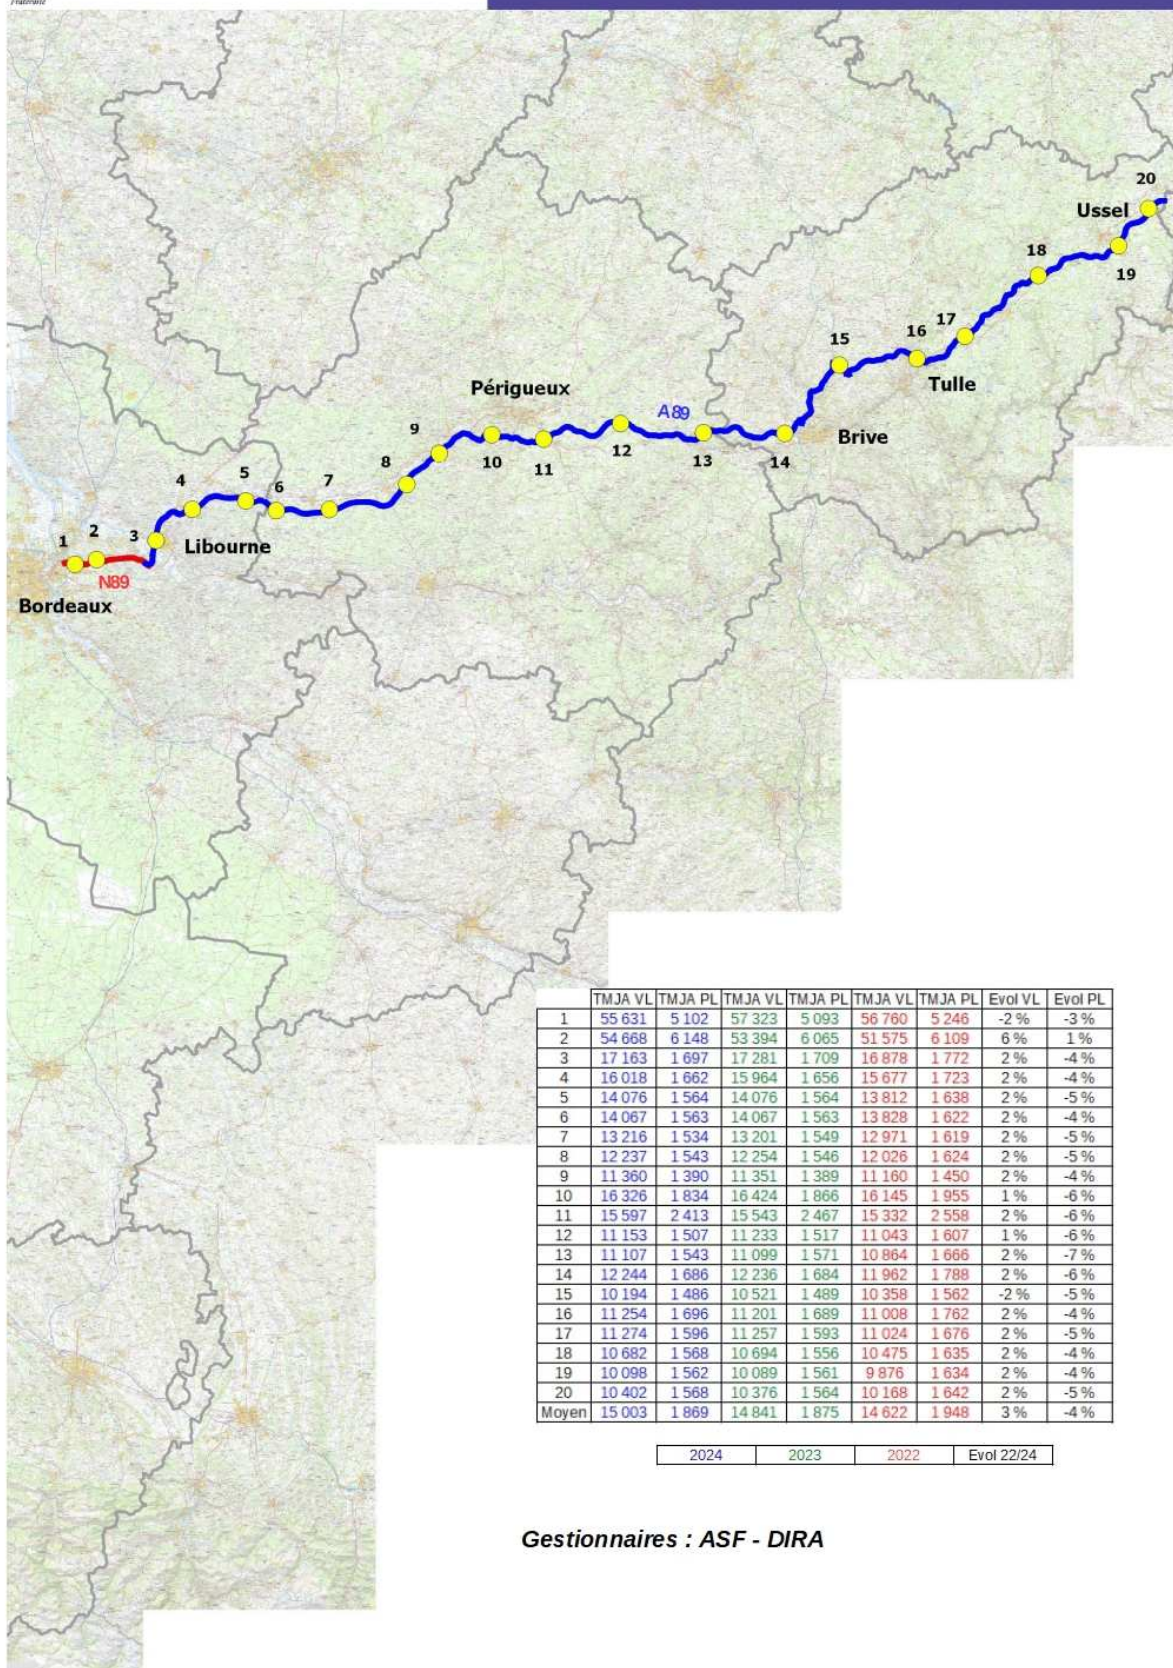 Fraternité
20
Ussel
18
19
17
16
15
Tulle
Périgueux
A89
Brive
9
12
13
14
10
11
8
5
4
6
7
3
Libourne
2
1
N89
Bordeaux
TMJA VL TMJA PL TMJA VL TMJA PL TMJA VL TMJA PL Evol VL Evol PL
1 55 631 5 102 57 323 5 093 56 760 5 246 -2 % -3 %
2 54 668 6 148 53 394 6 065 51 575 6 109 6 % 1 %
3 17 163 1 697 17 281 1 709 16 878 1 772 2 % -4 %
4 16 018 1 662 15 964 1 656 15 677 1 723 2 % -4 %
5 14 076 1 564 14 076 1 564 13 812 1 638 2 % -5 %
6 14 067 1 563 14 067 1 563 13 828 1 622 2 % -4 %
7 13 216 1 534 13 201 1 549 12 971 1 619 2 % -5 %
8 12 237 1 543 12 254 1 546 12 026 1 624 2 % -5 %
9 11 360 1 390 11 351 1 389 11 160 1 450 2 % -4 %
10 16 326 1 834 16 424 1 866 16 145 1 955 1 % -6 %
11 15 597 2 413 15 543 2 467 15 332 2 558 2 % -6 %
12 11 153 1 507 11 233 1 517 11 043 1 607 1 % -6 %
13 11 107 1 543 11 099 1 571 10 864 1 666 2 % -7 %
14 12 244 1 686 12 236 1 684 11 962 1 788 2 % -6 %
15 10 194 1 486 10 521 1 489 10 358 1 562 -2 % -5 %
16 11 254 1 696 11 201 1 689 11 008 1 762 2 % -4 %
17 11 274 1 596 11 257 1 593 11 024 1 676 2 % -5 %
18 10 682 1 568 10 694 1 556 10 475 1 635 2 % -4 %
19 10 098 1 562 10 089 1 561 9 876 1 634 2 % -4 %
20 10 402 1 568 10 376 1 564 10 168 1 642 2 % -5 %
Moyen 15 003 1 869 14 841 1 875 14 622 1 948 3 % -4 %
2024 2023 2022 Evol 22/24
Gestionnaires : ASF - DIRA